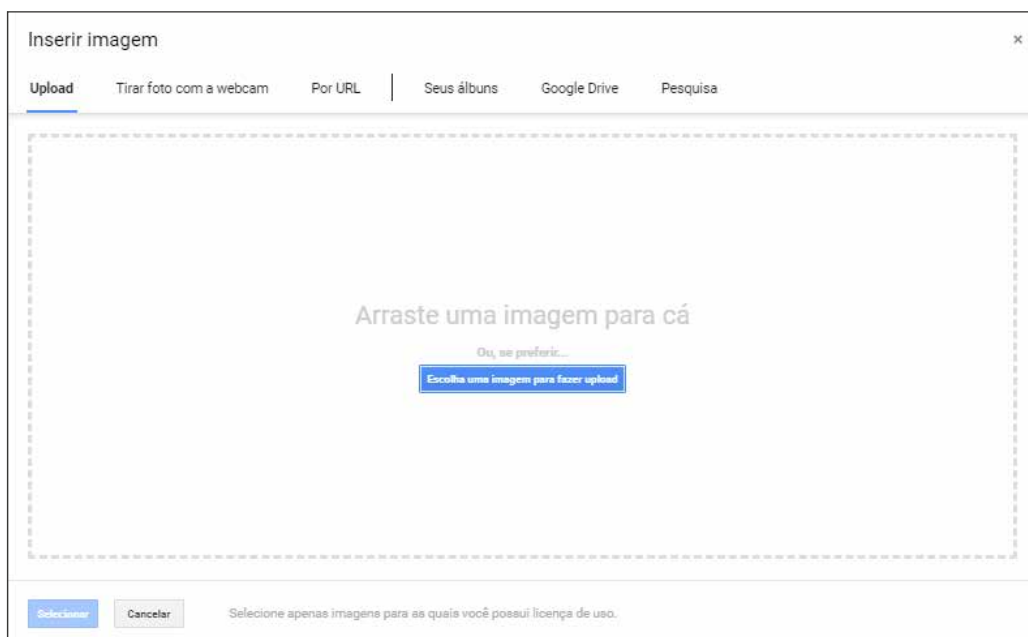 Inserir imagem ×
Upload Tirar foto com a webcam Por URL Seus álbuns Google Drive Pesquisa
Arraste uma imagem para cá
Ou, se preferir...
Escolha uma imagem para fazer upload
Selecionar Cancelar Selecione apenas imagens para as quais você possui licença de uso.